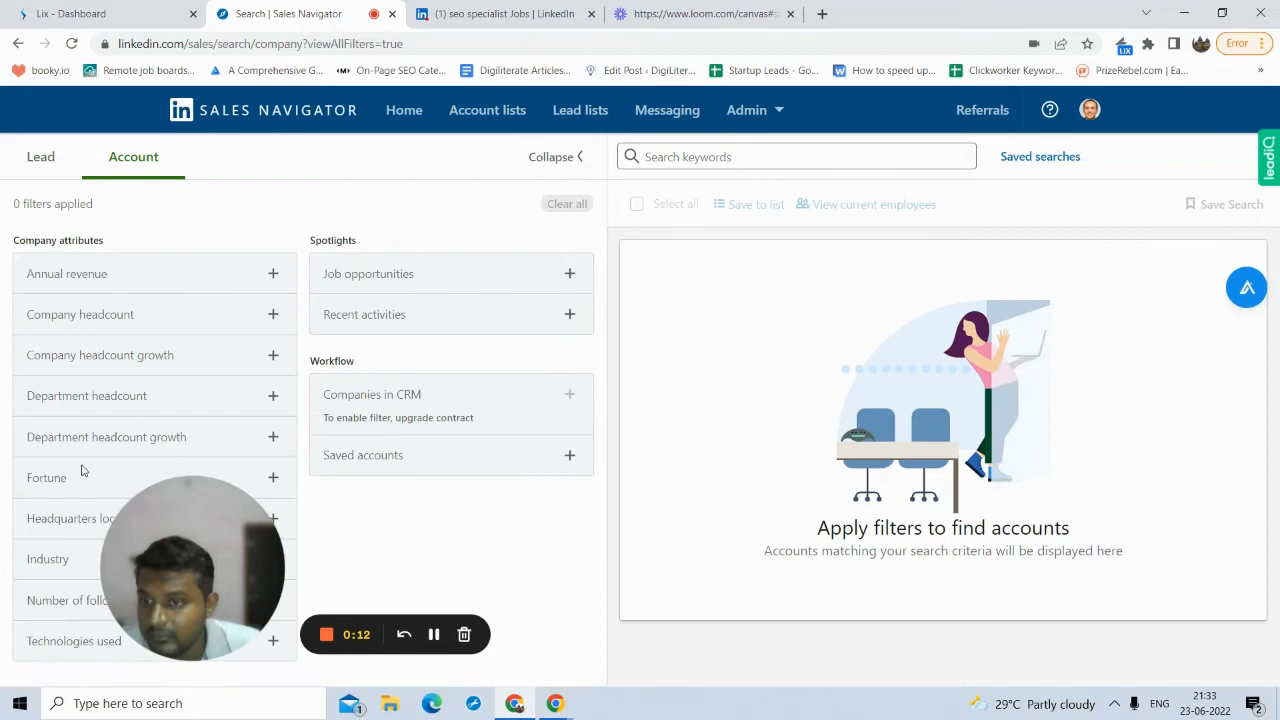 Lix - Dashboard
Search | Sales Navigator
(1) seo specialist Jobs | LinkedIn
https://www.loom.com/canvas#s
linkedin.com/sales/search/company?viewAllFilters=true
LIX
Error
booky.io
Remote job boards...
A Comprehensive G...
On-Page SEO Cate...
Digiliterate Articles...
Edit Post ‹ DigiLiter...
Startup Leads - Go...
How to speed up...
Clickworker Keywor...
PrizeRebel.com | Ea...
in SALES NAVIGATOR
Home
Account lists
Lead lists
Messaging
Admin
Referrals
leadiQ
Lead
Account
Collapse
Search keywords
Saved searches
0 filters applied
Clear all
Select all
Save to list
View current employees
Save Search
Company attributes
Annual revenue
Company headcount
Company headcount growth
Department headcount
Department headcount growth
Fortune
Headquarters loc
Industry
Number of follo
Technologies used
Spotlights
Job opportunities
Recent activities
Workflow
Companies in CRM
To enable filter, upgrade contract
Saved accounts
Apply filters to find accounts
Accounts matching your search criteria will be displayed here
0:12
Type here to search
1
29°C Partly cloudy
ENG
21:33
23-06-2022
2